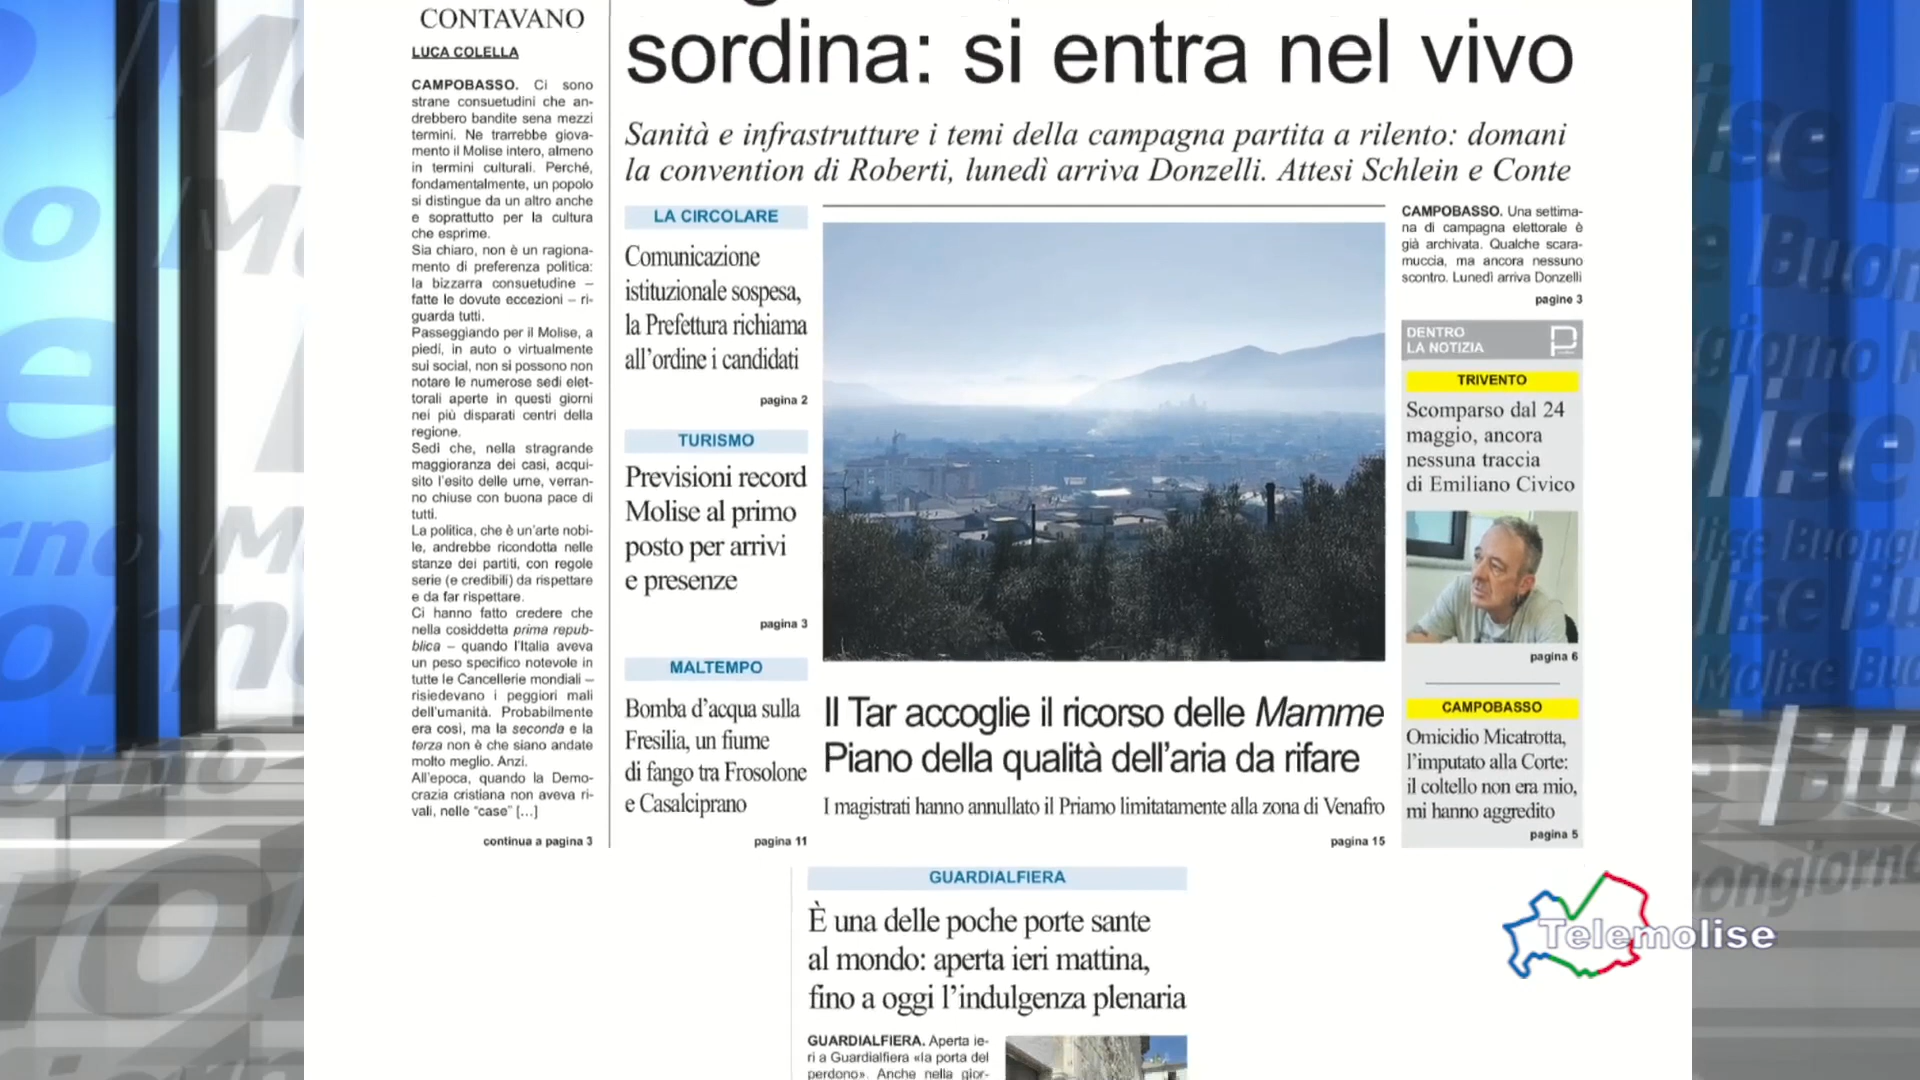 CONTAVANO
LUCA COLELLA
CAMPOBASSO. Ci sono
strane consuetudini che an-
drebbero bandite sena mezzi
termini. Ne trarrebbe giova-
mento il Molise intero, almeno
in termini culturali. Perché,
fondamentalmente, un popolo
si distingue da un altro anche
e soprattutto per la cultura
che esprime.
Sia chiaro, non è un ragiona-
mento di preferenza politica:
la bizzarra consuetudine –
fatte le dovute eccezioni – ri-
guarda tutti.
Passeggiando per il Molise, a
piedi, in auto o virtualmente
sui social, non si possono non
notare le numerose sedi elet-
torali aperte in questi giorni
nei più disparati centri della
regione.
Sedi che, nella stragrande
maggioranza dei casi, acqui-
sito l'esito delle urne, verran-
no chiuse con buona pace di
tutti.
La politica, che è un'arte nobi-
le, andrebbe ricondotta nelle
stanze dei partiti, con regole
serie (e credibili) da rispettare
e da far rispettare.
Ci hanno fatto credere che
nella cosiddetta prima repub-
blica – quando l'Italia aveva
un peso specifico notevole in
tutte le Cancellerie mondiali –
risiedevano i peggiori mali
dell'umanità. Probabilmente
era così, ma la seconda e la
terza non è che siano andate
molto meglio. Anzi.
All'epoca, quando la Demo-
crazia cristiana non aveva ri-
vali, nelle "case" [...]
continua a pagina 3
sordina: si entra nel vivo
Sanità e infrastrutture i temi della campagna partita a rilento: domani
la convention di Roberti, lunedì arriva Donzelli. Attesi Schlein e Conte
LA CIRCOLARE
Comunicazione
istituzionale sospesa,
la Prefettura richiama
all'ordine i candidati
pagina 2
TURISMO
Previsioni record
Molise al primo
posto per arrivi
e presenze
pagina 3
MALTEMPO
Bomba d'acqua sulla
Fresilia, un fiume
di fango tra Frosolone
e Casalciprano
pagina 11
Il Tar accoglie il ricorso delle Mamme
Piano della qualità dell'aria da rifare
I magistrati hanno annullato il Priamo limitatamente alla zona di Venafro
pagina 15
CAMPOBASSO. Una settima-
na di campagna elettorale è
già archivata. Qualche scara-
muccia, ma ancora nessuno
scontro. Lunedì arriva Donzelli
pagine 3
DENTRO
LA NOTIZIA
TRIVENTO
Scomparso dal 24
maggio, ancora
nessuna traccia
di Emiliano Civico
pagina 6
CAMPOBASSO
Omicidio Micatrotta,
l'imputato alla Corte:
il coltello non era mio,
mi hanno aggredito
pagina 5
GUARDIALFIERA
È una delle poche porte sante
al mondo: aperta ieri mattina,
fino a oggi l'indulgenza plenaria
GUARDIALFIERA. Aperta ie-
ri a Guardialfiera «la porta del
perdono». Anche nella gior-
Telemolise